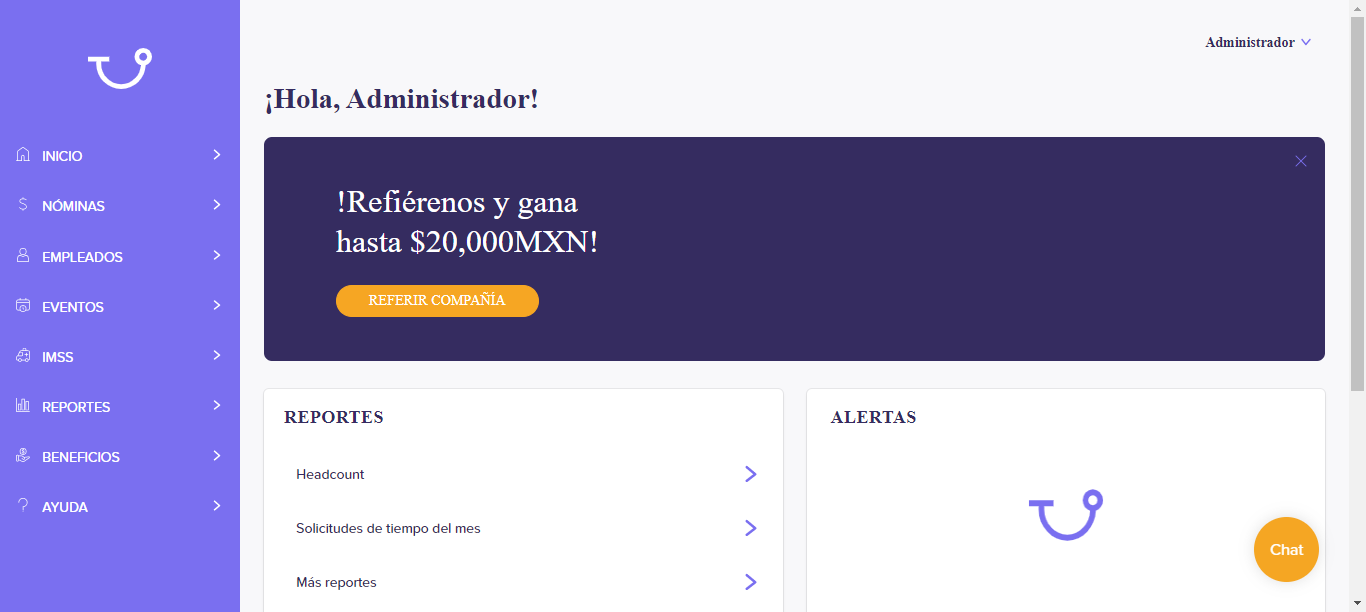 Administrador
¡Hola, Administrador!
INICIO
NÓMINAS
EMPLEADOS
EVENTOS
IMSS
REPORTES
BENEFICIOS
AYUDA
!Refiérenos y gana
hasta $20,000MXN!
REFERIR COMPAÑÍA
REPORTES
Headcount
Solicitudes de tiempo del mes
Más reportes
ALERTAS
Chat